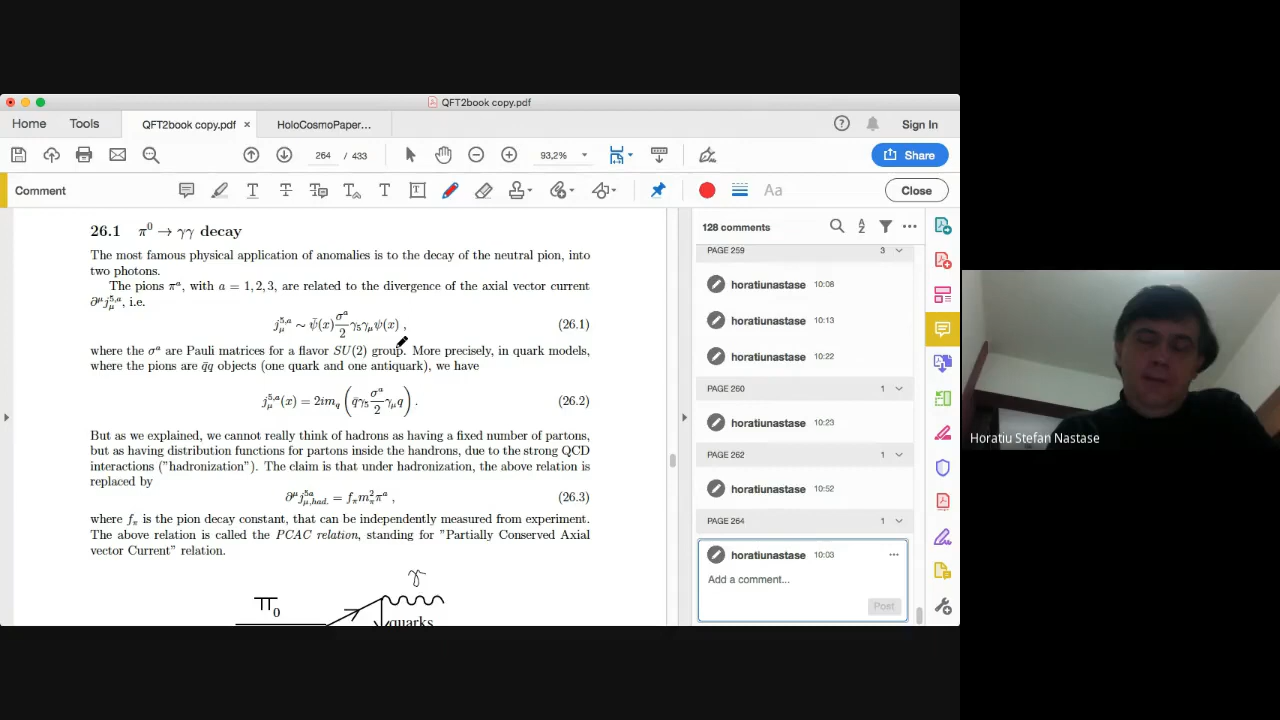 QFT2book copy.pdf
Home Tools QFT2book copy.pdf × HoloCosmoPaper... Sign In
264 / 433 93,2% Share
Comment T T Aa Close
26.1 π⁰ → γγ decay
The most famous physical application of anomalies is to the decay of the neutral pion, into
two photons.
The pions πᵃ, with a = 1, 2, 3, are related to the divergence of the axial vector current
∂^μ j_μ^{5,a}, i.e.
j_μ^{5,a} ∼ ψ̄(x) σᵃ/2 γ₅γ_μψ(x) , (26.1)
where the σᵃ are Pauli matrices for a flavor SU(2) group. More precisely, in quark models,
where the pions are q̄q objects (one quark and one antiquark), we have
j_μ^{5,a}(x) = 2im_q (q̄γ₅ σᵃ/2 γ_μ q) . (26.2)
But as we explained, we cannot really think of hadrons as having a fixed number of partons,
but as having distribution functions for partons inside the handrons, due to the strong QCD
interactions ("hadronization"). The claim is that under hadronization, the above relation is
replaced by
∂^μ j_{μ,had.}^{5a} = f_π m_π² πᵃ , (26.3)
where f_π is the pion decay constant, that can be independently measured from experiment.
The above relation is called the PCAC relation, standing for "Partially Conserved Axial
vector Current" relation.
γ
π₀
quarks
128 comments
PAGE 259 3
horatiunastase 10:08
horatiunastase 10:13
horatiunastase 10:22
PAGE 260 1
horatiunastase 10:23
PAGE 262 1
horatiunastase 10:52
PAGE 264 1
horatiunastase 10:03
Add a comment...
Post
Horatiu Stefan Nastase